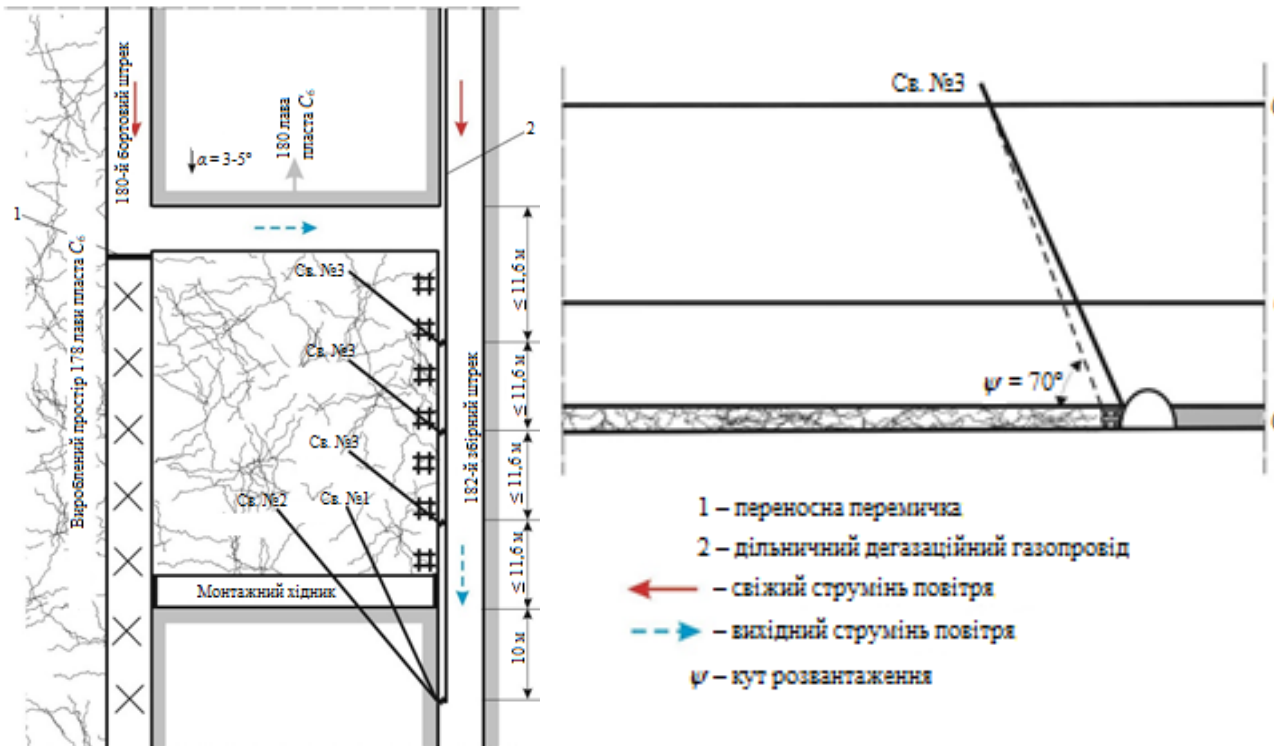 180-й бортовий штрек
180 лава
пласта C₆
α = 3-5°
2
1
Вироблений простір 178 лави пласта C₆
Св. №3
Св. №3
Св. №3
Св. №2
Св. №1
Монтажний хідник
182-й збірний штрек
≤ 11,6 м
≤ 11,6 м
≤ 11,6 м
≤ 11,6 м
10 м
Св. №3
ψ = 70°
1 – переносна перемичка
2 – дільничний дегазаційний газопровід
– свіжий струмінь повітря
– вихідний струмінь повітря
ψ – кут розвантаження